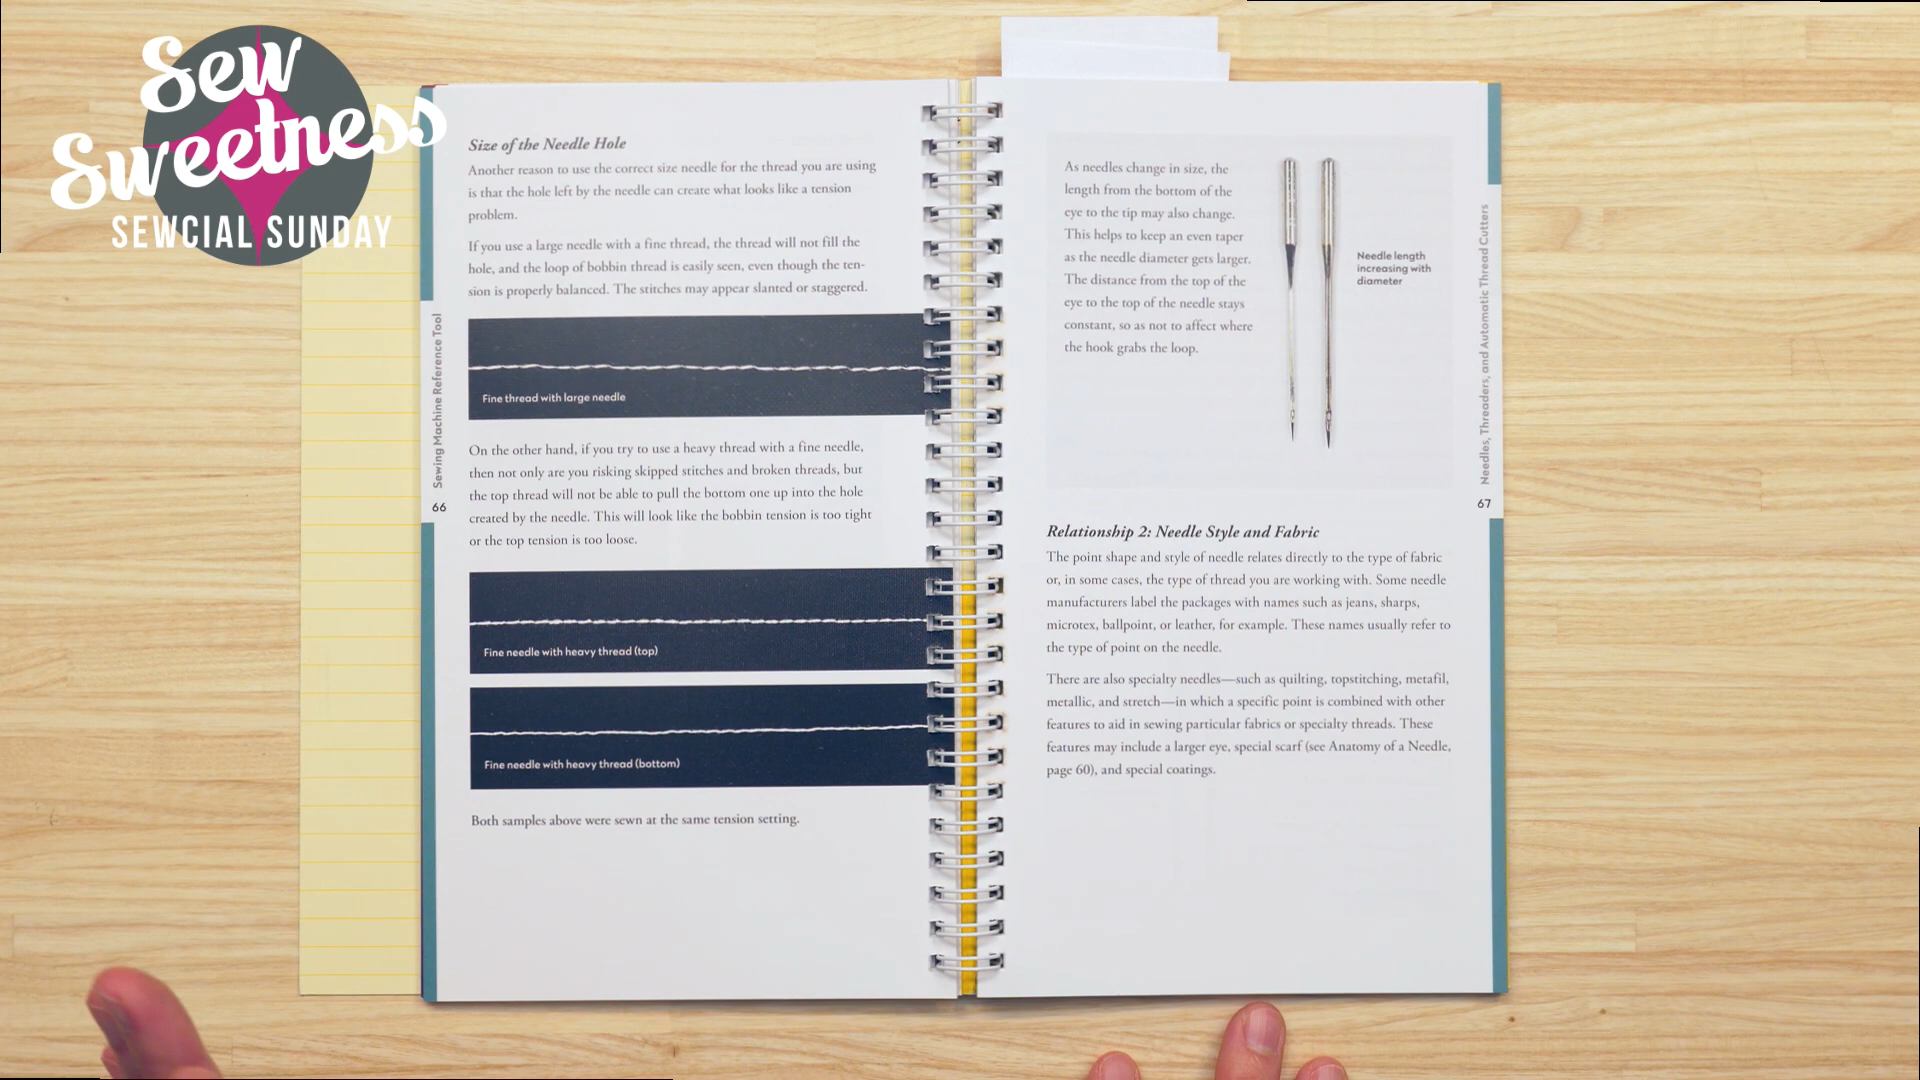 Sew
Sweetness
SEWCIAL SUNDAY
Size of the Needle Hole
Another reason to use the correct size needle for the thread you are using
is that the hole left by the needle can create what looks like a tension
problem.
If you use a large needle with a fine thread, the thread will not fill the
hole, and the loop of bobbin thread is easily seen, even though the ten-
sion is properly balanced. The stitches may appear slanted or staggered.
Fine thread with large needle
On the other hand, if you try to use a heavy thread with a fine needle,
then not only are you risking skipped stitches and broken threads, but
the top thread will not be able to pull the bottom one up into the hole
created by the needle. This will look like the bobbin tension is too tight
or the top tension is too loose.
Fine needle with heavy thread (top)
Fine needle with heavy thread (bottom)
Both samples above were sewn at the same tension setting.
Sewing Machine Reference Tool
66
As needles change in size, the
length from the bottom of the
eye to the tip may also change.
This helps to keep an even taper
as the needle diameter gets larger.
The distance from the top of the
eye to the top of the needle stays
constant, so as not to affect where
the hook grabs the loop.
Needle length
increasing with
diameter
Relationship 2: Needle Style and Fabric
The point shape and style of needle relates directly to the type of fabric
or, in some cases, the type of thread you are working with. Some needle
manufacturers label the packages with names such as jeans, sharps,
microtex, ballpoint, or leather, for example. These names usually refer to
the type of point on the needle.
There are also specialty needles—such as quilting, topstitching, metafil,
metallic, and stretch—in which a specific point is combined with other
features to aid in sewing particular fabrics or specialty threads. These
features may include a larger eye, special scarf (see Anatomy of a Needle,
page 60), and special coatings.
Needles, Threaders, and Automatic Thread Cutters
67